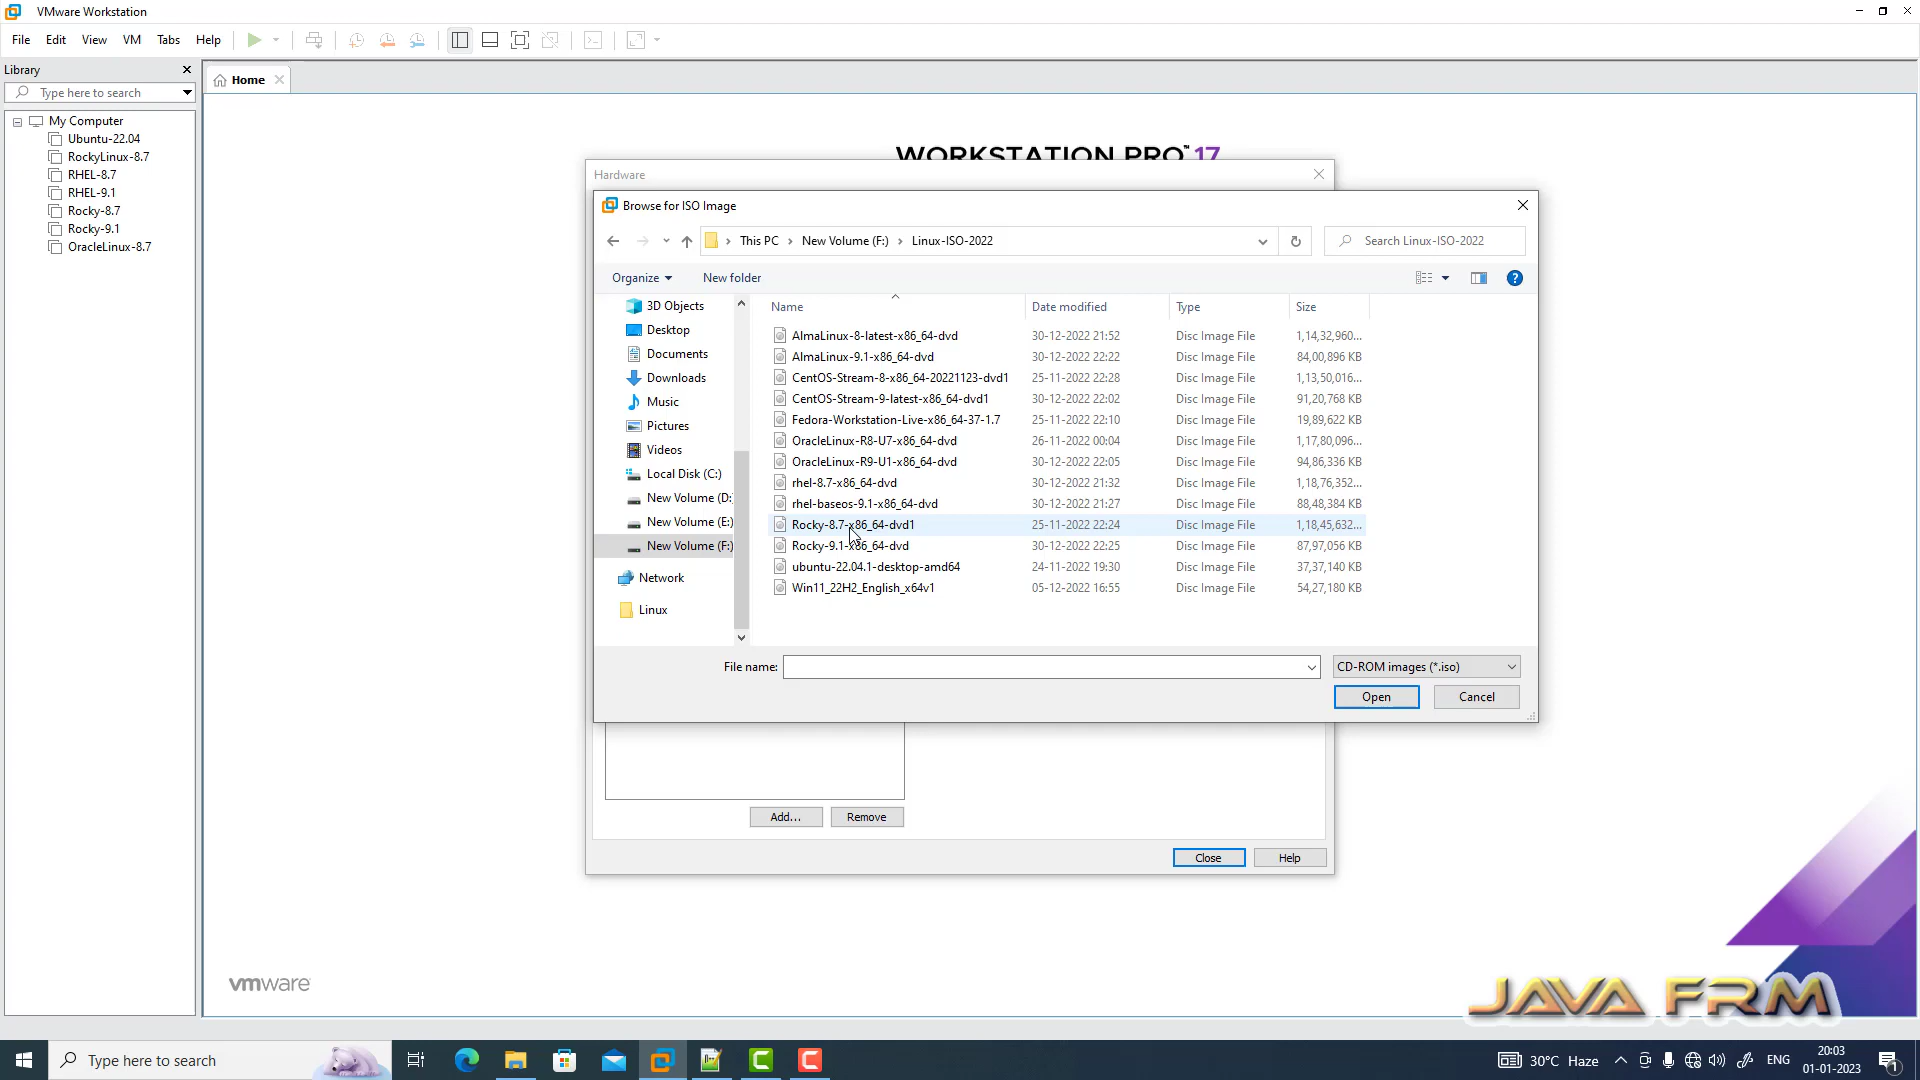 VMware Workstation
File Edit View VM Tabs Help
Library
Type here to search
My Computer
Ubuntu-22.04
RockyLinux-8.7
RHEL-8.7
RHEL-9.1
Rocky-8.7
Rocky-9.1
OracleLinux-8.7
Home
WORKSTATION PRO™ 17
Hardware
Browse for ISO Image
This PC › New Volume (F:) › Linux-ISO-2022
Search Linux-ISO-2022
Organize New folder
3D Objects
Desktop
Documents
Downloads
Music
Pictures
Videos
Local Disk (C:)
New Volume (D:
New Volume (E:)
New Volume (F:)
Network
Linux
Name Date modified Type Size
AlmaLinux-8-latest-x86_64-dvd 30-12-2022 21:52 Disc Image File 1,14,32,960...
AlmaLinux-9.1-x86_64-dvd 30-12-2022 22:22 Disc Image File 84,00,896 KB
CentOS-Stream-8-x86_64-20221123-dvd1 25-11-2022 22:28 Disc Image File 1,13,50,016...
CentOS-Stream-9-latest-x86_64-dvd1 30-12-2022 22:02 Disc Image File 91,20,768 KB
Fedora-Workstation-Live-x86_64-37-1.7 25-11-2022 22:10 Disc Image File 19,89,622 KB
OracleLinux-R8-U7-x86_64-dvd 26-11-2022 00:04 Disc Image File 1,17,80,096...
OracleLinux-R9-U1-x86_64-dvd 30-12-2022 22:05 Disc Image File 94,86,336 KB
rhel-8.7-x86_64-dvd 30-12-2022 21:32 Disc Image File 1,18,76,352...
rhel-baseos-9.1-x86_64-dvd 30-12-2022 21:27 Disc Image File 88,48,384 KB
Rocky-8.7-x86_64-dvd1 25-11-2022 22:24 Disc Image File 1,18,45,632...
Rocky-9.1-x86_64-dvd 30-12-2022 22:25 Disc Image File 87,97,056 KB
ubuntu-22.04.1-desktop-amd64 24-11-2022 19:30 Disc Image File 37,37,140 KB
Win11_22H2_English_x64v1 05-12-2022 16:55 Disc Image File 54,27,180 KB
File name:
CD-ROM images (*.iso)
Open Cancel
Add... Remove
Close Help
vmware
JAVA FRM
Type here to search
30°C Haze
ENG
20:03
01-01-2023
1